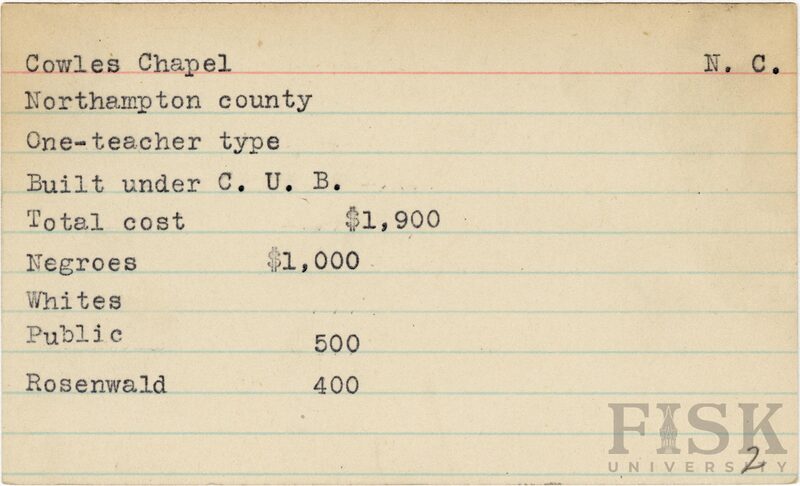 Cowles Chapel N. C.
Northampton county
One-teacher type
Built under C. U. B.
Total cost $1,900
Negroes $1,000
Whites
Public 500
Rosenwald 400
FISK
UNIVERSITY
2